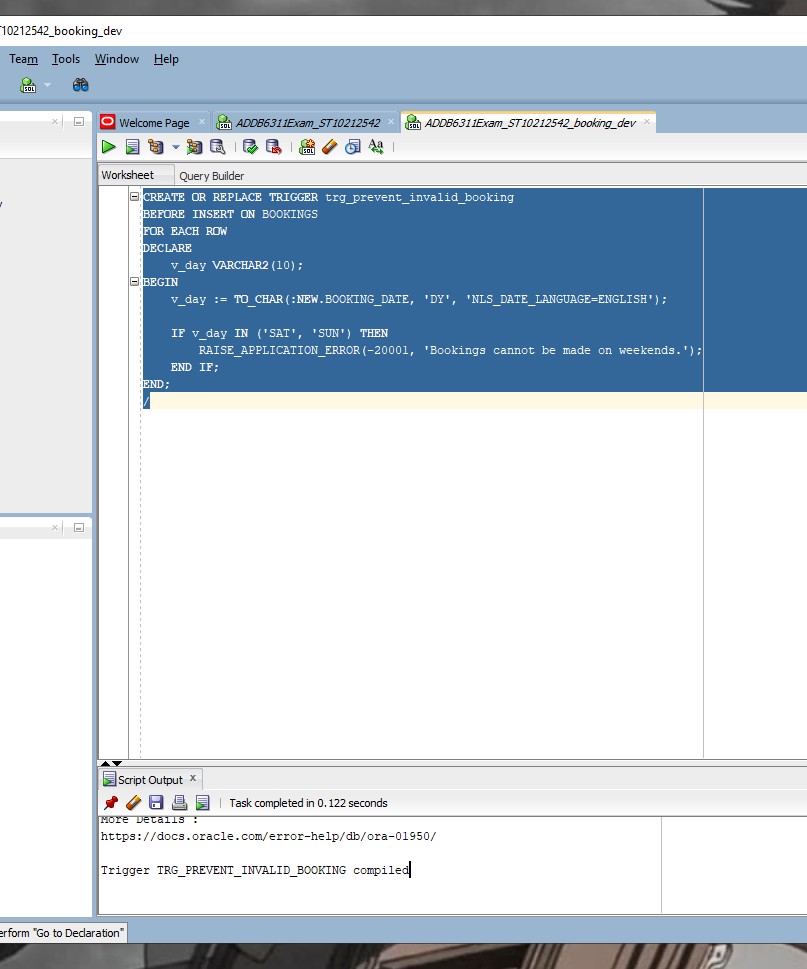 T10212542_booking_dev
Team Tools Window Help
Welcome Page
ADDB6311Exam_ST10212542
ADDB6311Exam_ST10212542_booking_dev
Worksheet Query Builder
CREATE OR REPLACE TRIGGER trg_prevent_invalid_booking
BEFORE INSERT ON BOOKINGS
FOR EACH ROW
DECLARE
v_day VARCHAR2(10);
BEGIN
v_day := TO_CHAR(:NEW.BOOKING_DATE, 'DY', 'NLS_DATE_LANGUAGE=ENGLISH');
IF v_day IN ('SAT', 'SUN') THEN
RAISE_APPLICATION_ERROR(-20001, 'Bookings cannot be made on weekends.');
END IF;
END;
/
Script Output
Task completed in 0.122 seconds
More Details :
https://docs.oracle.com/error-help/db/ora-01950/
Trigger TRG_PREVENT_INVALID_BOOKING compiled
erform "Go to Declaration"